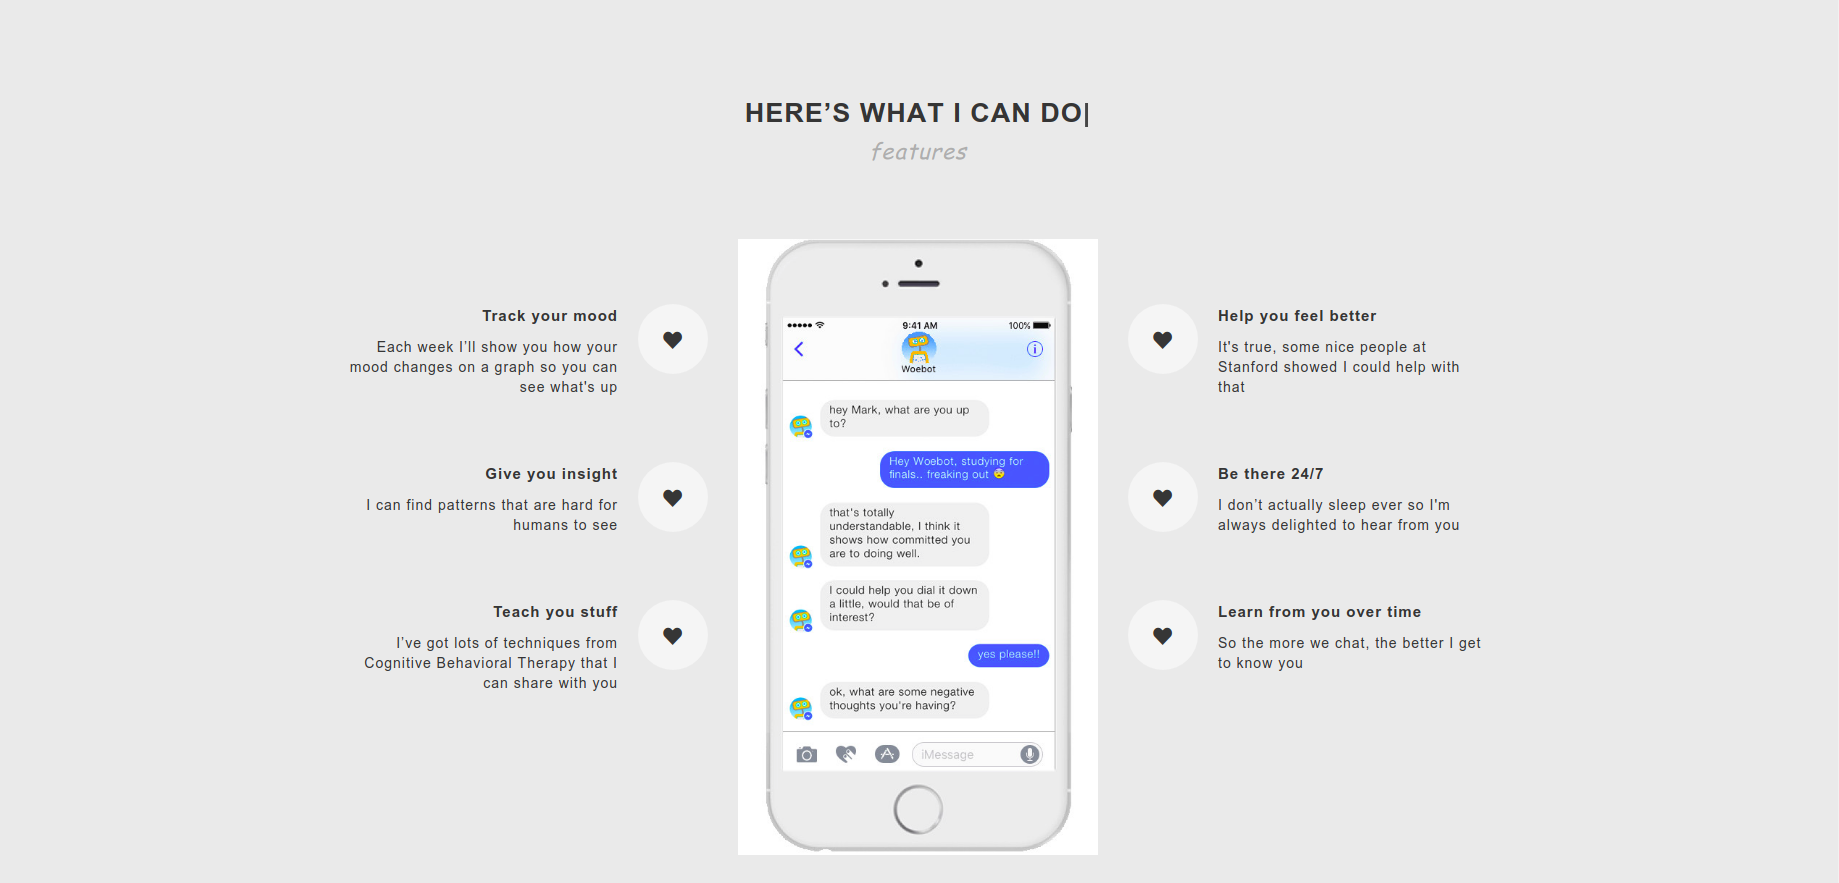 HERE’S WHAT I CAN DO|
features
Track your mood
Each week I’ll show you how your
mood changes on a graph so you can
see what's up
Give you insight
I can find patterns that are hard for
humans to see
Teach you stuff
I’ve got lots of techniques from
Cognitive Behavioral Therapy that I
can share with you
9:41 AM
100%
Woebot
hey Mark, what are you up
to?
Hey Woebot, studying for
finals.. freaking out 😴
that's totally
understandable, I think it
shows how committed you
are to doing well.
I could help you dial it down
a little, would that be of
interest?
yes please!!
ok, what are some negative
thoughts you're having?
iMessage
Help you feel better
It's true, some nice people at
Stanford showed I could help with
that
Be there 24/7
I don’t actually sleep ever so I'm
always delighted to hear from you
Learn from you over time
So the more we chat, the better I get
to know you